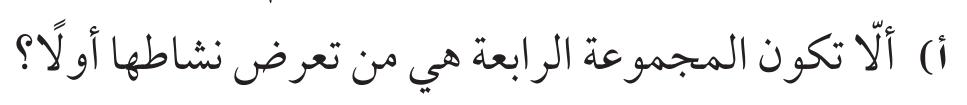 أ) ألّا تكون المجموعة الرابعة هي من تعرض نشاطها أولًا؟